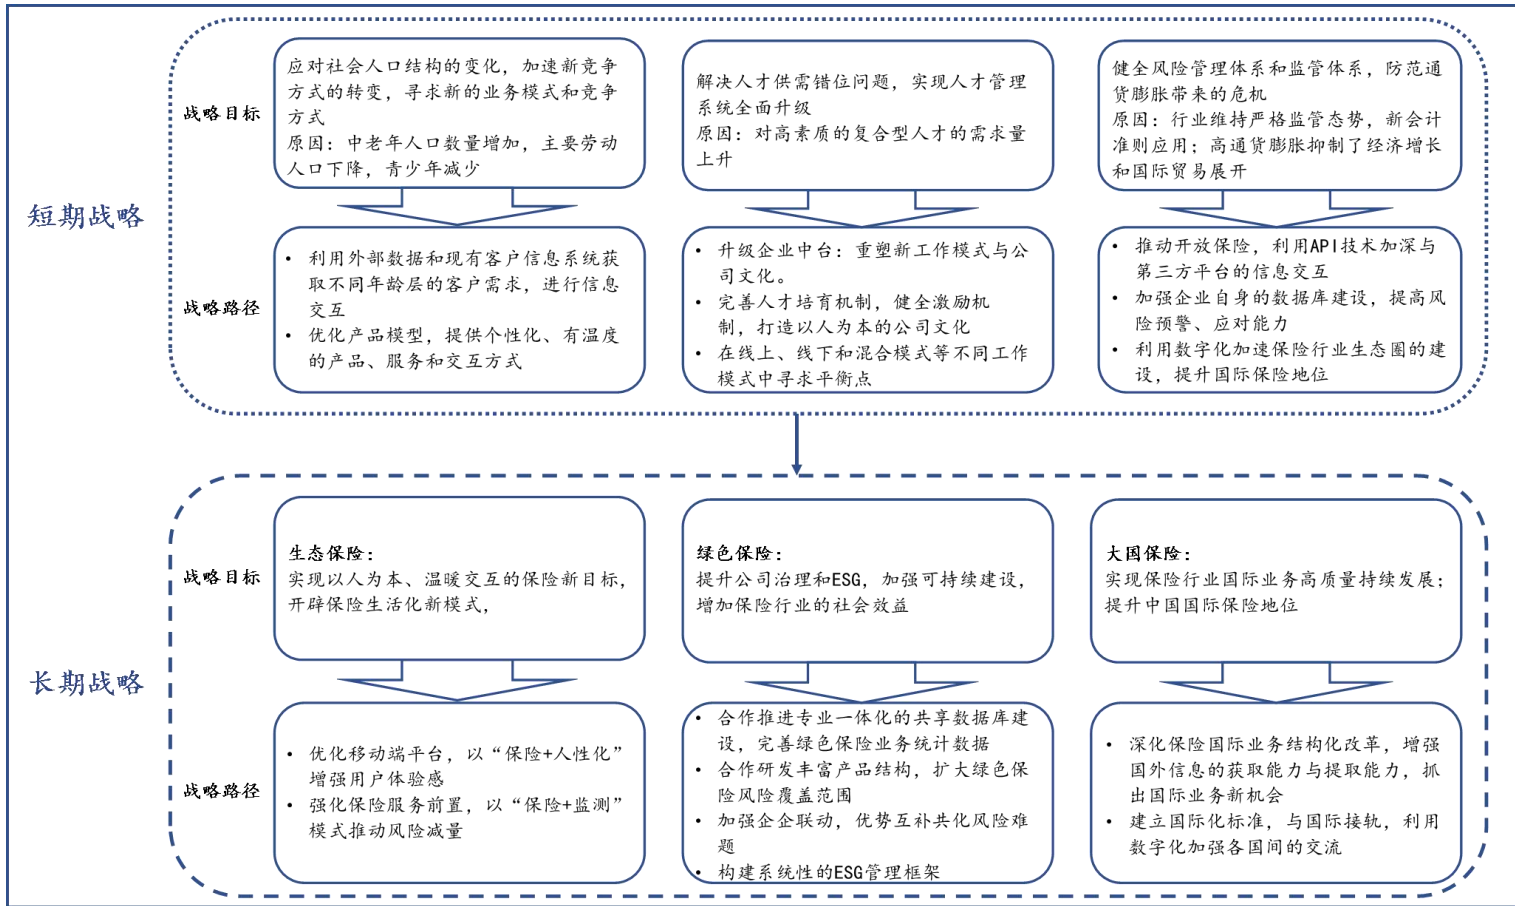 短期战略
战略目标
应对社会人口结构的变化，加速新竞争
方式的转变，寻求新的业务模式和竞争
方式
原因：中老年人口数量增加，主要劳动
人口下降，青少年减少
解决人才供需错位问题，实现人才管理
系统全面升级
原因：对高素质的复合型人才的需求量
上升
健全风险管理体系和监管体系，防范通
货膨胀带来的危机
原因：行业维持严格监管态势，新会计
准则应用；高通货膨胀抑制了经济增长
和国际贸易展开
战略路径
• 利用外部数据和现有客户信息系统获
取不同年龄层的客户需求，进行信息
交互
• 优化产品模型，提供个性化、有温度
的产品、服务和交互方式
• 升级企业中台：重塑新工作模式与公
司文化。
• 完善人才培育机制，健全激励机
制，打造以人为本的公司文化
• 在线上、线下和混合模式等不同工作
模式中寻求平衡点
• 推动开放保险，利用API技术加深与
第三方平台的信息交互
• 加强企业自身的数据库建设，提高风
险预警、应对能力
• 利用数字化加速保险行业生态圈的建
设，提升国际保险地位
长期战略
战略目标
生态保险：
实现以人为本、温暖交互的保险新目标，
开辟保险生活化新模式，
绿色保险：
提升公司治理和ESG，加强可持续建设，
增加保险行业的社会效益
大国保险：
实现保险行业国际业务高质量持续发展；
提升中国国际保险地位
战略路径
• 优化移动端平台，以“保险+人性化”
增强用户体验感
• 强化保险服务前置，以“保险+监测”
模式推动风险减量
• 合作推进专业一体化的共享数据库建
设，完善绿色保险业务统计数据
• 合作研发丰富产品结构，扩大绿色保
险风险覆盖范围
• 加强企企联动，优势互补共化风险难
题
• 构建系统性的ESG管理框架
• 深化保险国际业务结构化改革，增强
国外信息的获取能力与提取能力，抓
出国际业务新机会
• 建立国际化标准，与国际接轨，利用
数字化加强各国间的交流